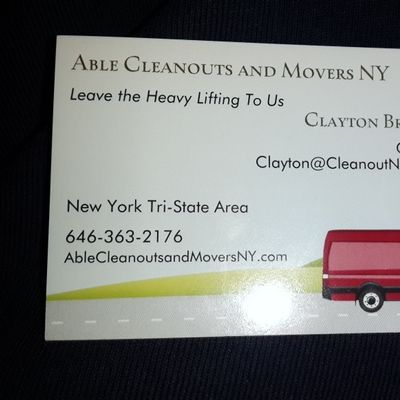 Able Cleanouts and Movers NY
Leave the Heavy Lifting To Us
Clayton
Clayton@CleanoutN
New York Tri-State Area
646-363-2176
AbleCleanoutsandMoversNY.com